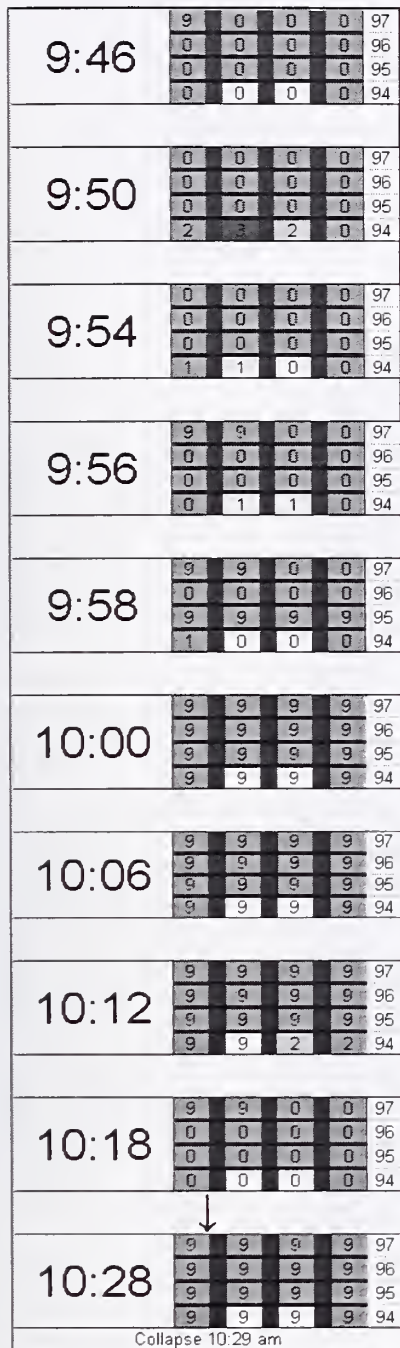 9 0 0 0 97
0 0 0 0 96
9:46
0 0 0 0 95
0 0 0 0 94
0 0 0 0 97
0 0 0 0 96
9:50
0 0 0 0 95
2 3 2 0 94
0 0 0 0 97
0 0 0 0 96
9:54
0 0 0 0 95
1 1 0 0 94
9 9 0 0 97
0 0 0 0 96
9:56
0 0 0 0 95
0 1 1 0 94
9 9 0 0 97
0 0 0 0 96
9:58
9 9 9 9 95
1 0 0 0 94
9 9 9 9 97
9 9 9 9 96
10:00
9 9 9 9 95
9 9 9 9 94
9 9 9 9 97
9 9 9 9 96
10:06
9 9 9 9 95
9 9 9 9 94
9 9 9 9 97
9 9 9 9 96
10:12
9 9 9 9 95
9 9 2 2 94
9 9 0 0 97
0 0 0 0 96
10:18
0 0 0 0 95
0 0 0 0 94
9 9 9 9 97
9 9 9 9 96
10:28
9 9 9 9 95
9 9 9 9 94
Collapse 10:29 am